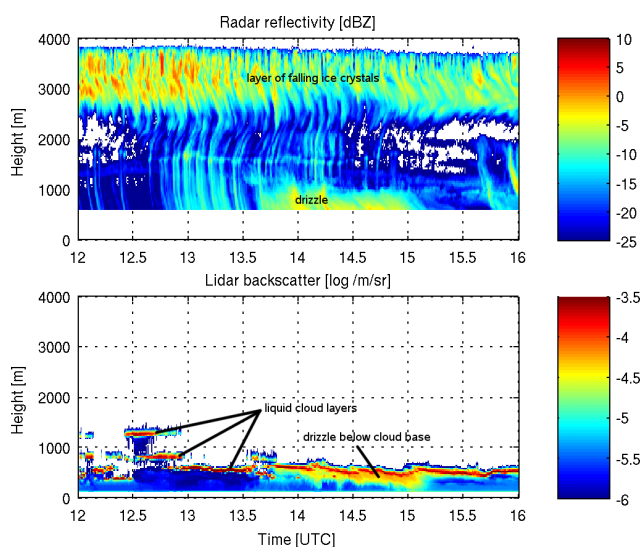 Radar reflectivity [dBZ]
4000
3000
2000
1000
0
Height [m]
layer of falling ice crystals
drizzle
12 12.5 13 13.5 14 14.5 15 15.5 16
10
5
0
-5
-10
-15
-20
-25
Lidar backscatter [log /m/sr]
4000
3000
2000
1000
0
Height [m]
liquid cloud layers
drizzle below cloud base
12 12.5 13 13.5 14 14.5 15 15.5 16
Time [UTC]
-3.5
-4
-4.5
-5
-5.5
-6